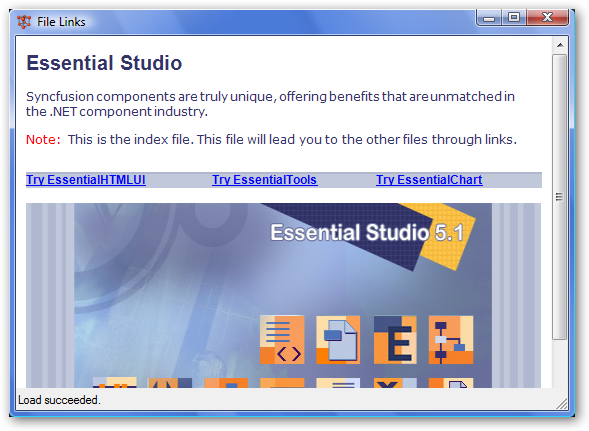 File Links
Essential Studio
Syncfusion components are truly unique, offering benefits that are unmatched in
the .NET component industry.
Note: This is the index file. This file will lead you to the other files through links.
Try EssentialHTMLUI Try EssentialTools Try EssentialChart
Essential Studio 5.1
E
Load succeeded.